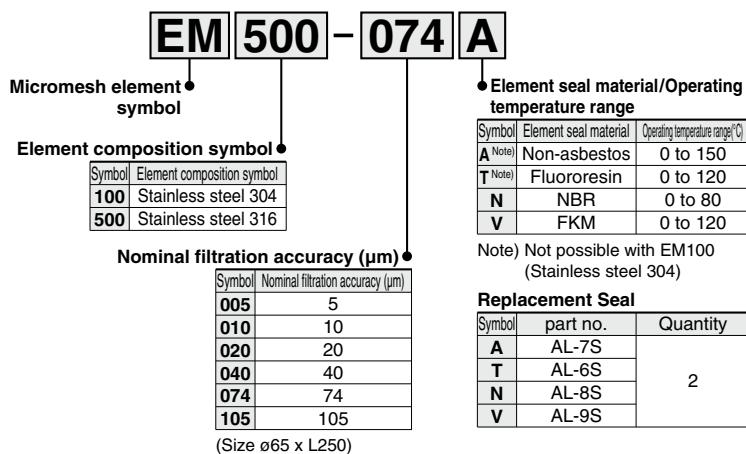 EM 500 – 074 A
Micromesh element
symbol
Element composition symbol
Symbol Element composition symbol
100 Stainless steel 304
500 Stainless steel 316
Nominal filtration accuracy (µm)
Symbol Nominal filtration accuracy (µm)
005 5
010 10
020 20
040 40
074 74
105 105
(Size ø65 x L250)
Element seal material/Operating
temperature range
Symbol Element seal material Operating temperature range(°C)
A Note) Non-asbestos 0 to 150
T Note) Fluororesin 0 to 120
N NBR 0 to 80
V FKM 0 to 120
Note) Not possible with EM100
(Stainless steel 304)
Replacement Seal
Symbol part no. Quantity
A AL-7S
T AL-6S
N AL-8S
V AL-9S
2